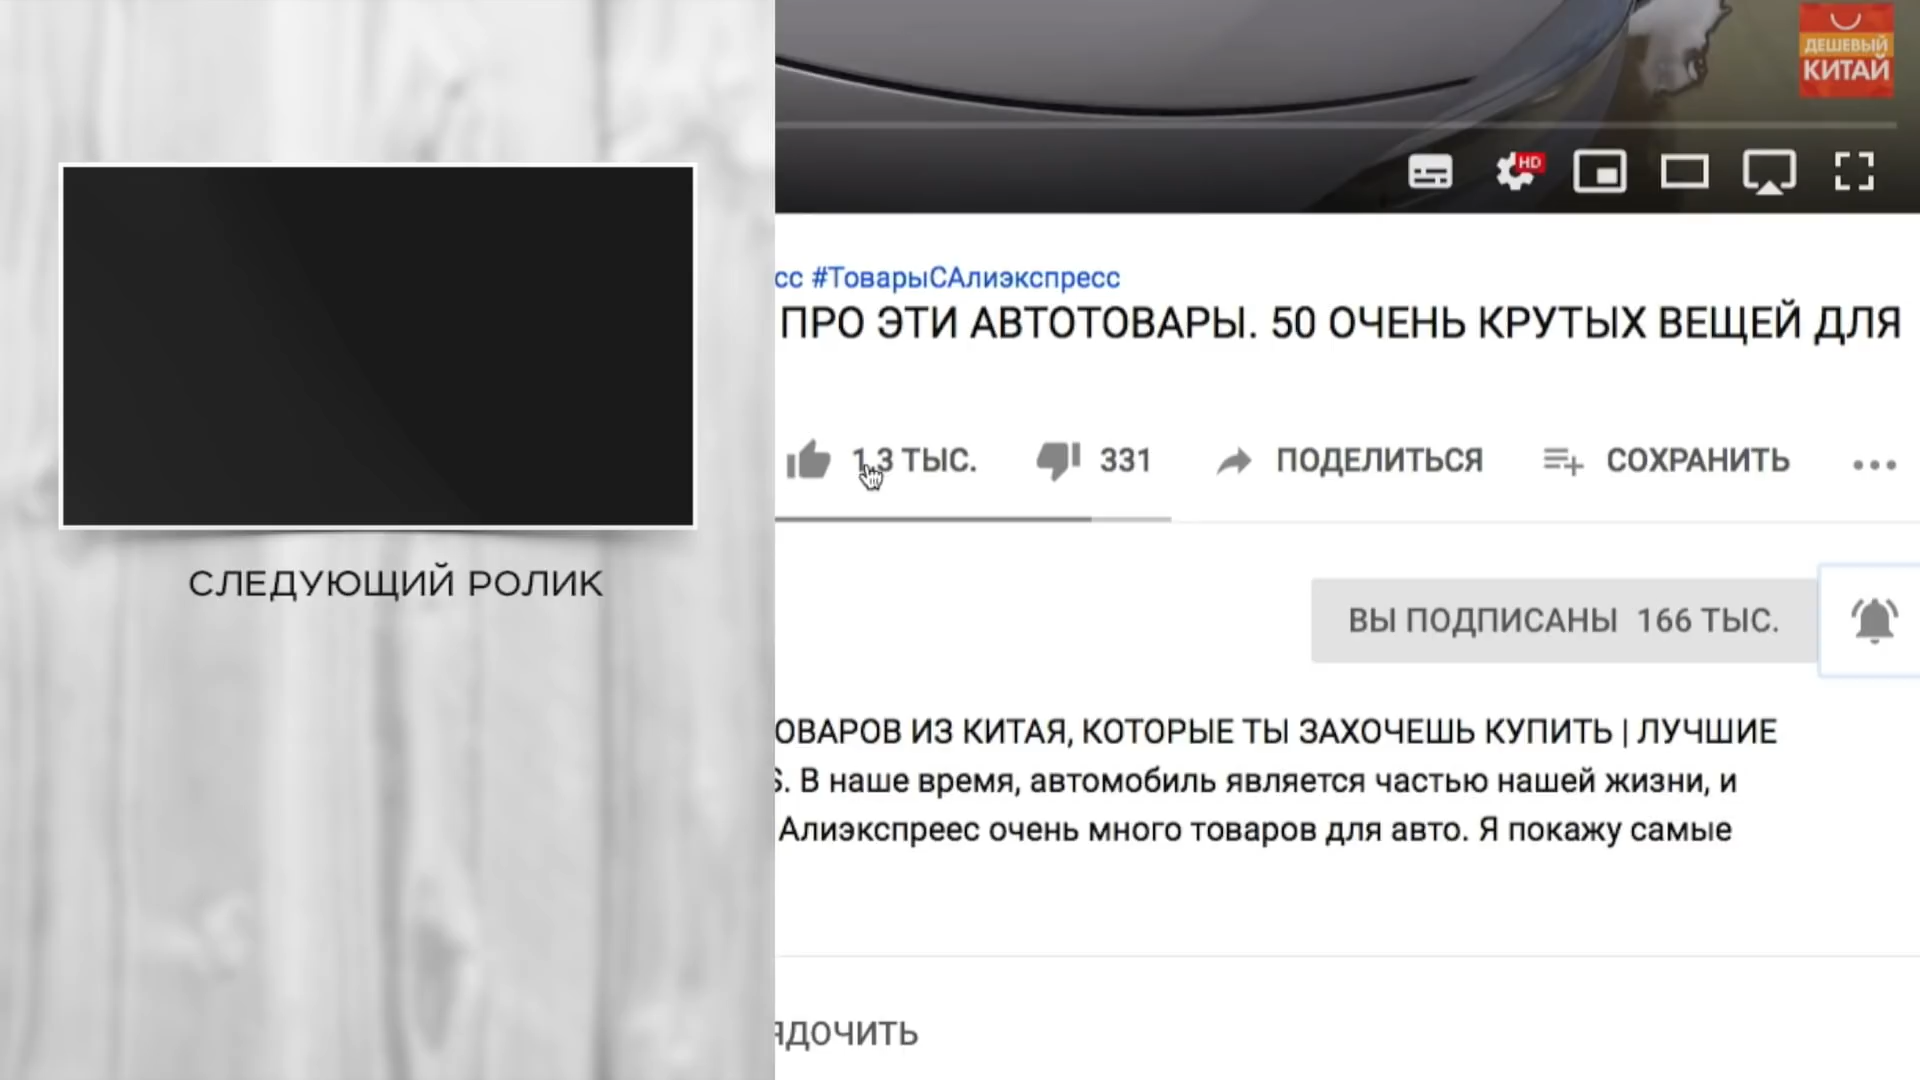 ДЕШЕВЫЙ
КИТАЙ
HD
сс #ТоварыСАлиэкспресс
ПРО ЭТИ АВТОТОВАРЫ. 50 ОЧЕНЬ КРУТЫХ ВЕЩЕЙ ДЛЯ
1,3 ТЫС. 331 ПОДЕЛИТЬСЯ СОХРАНИТЬ
СЛЕДУЮЩИЙ РОЛИК
ВЫ ПОДПИСАНЫ 166 ТЫС.
ОВАРОВ ИЗ КИТАЯ, КОТОРЫЕ ТЫ ЗАХОЧЕШЬ КУПИТЬ | ЛУЧШИЕ
S. В наше время, автомобиль является частью нашей жизни, и
Алиэкспреес очень много товаров для авто. Я покажу самые
ЯДОЧИТЬ